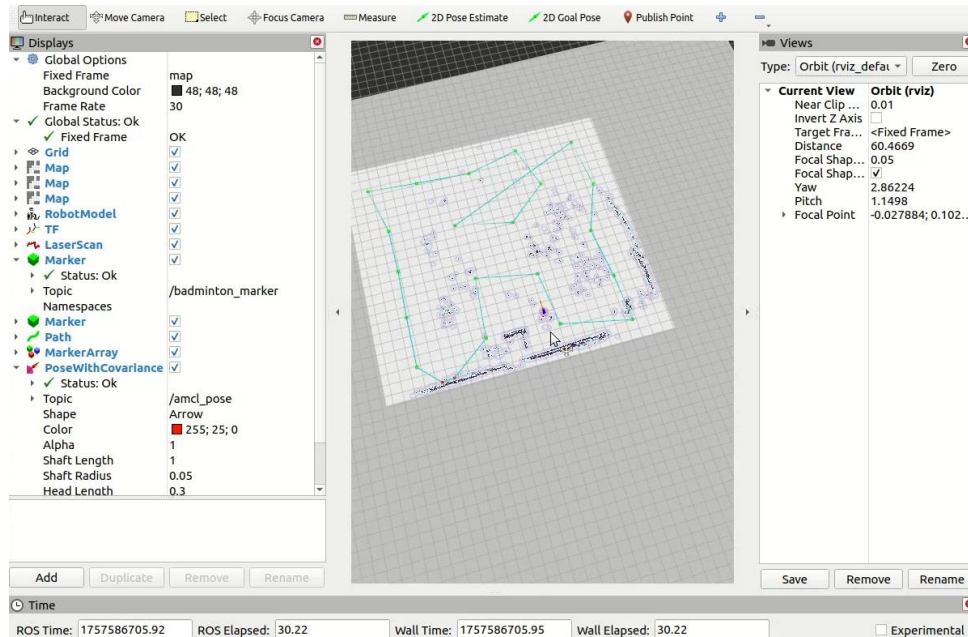 Interact Move Camera Select Focus Camera Measure 2D Pose Estimate 2D Goal Pose Publish Point
Displays
Global Options
Fixed Frame map
Background Color 48; 48; 48
Frame Rate 30
Global Status: Ok
Fixed Frame OK
Grid
Map
Map
Map
RobotModel
TF
LaserScan
Marker
Status: Ok
Topic /badminton_marker
Namespaces
Marker
Path
MarkerArray
PoseWithCovariance
Status: Ok
Topic /amcl_pose
Shape Arrow
Color 255; 25; 0
Alpha 1
Shaft Length 1
Shaft Radius 0.05
Head Length 0.3
Add Duplicate Remove Rename
Views
Type: Orbit (rviz_defau Zero
Current View Orbit (rviz)
Near Clip ... 0.01
Invert Z Axis
Target Fra... <Fixed Frame>
Distance 60.4669
Focal Shap... 0.05
Focal Shap...
Yaw 2.86224
Pitch 1.1498
Focal Point -0.027884; 0.102...
Save Remove Rename
Time
ROS Time: 1757586705.92 ROS Elapsed: 30.22 Wall Time: 1757586705.95 Wall Elapsed: 30.22 Experimental